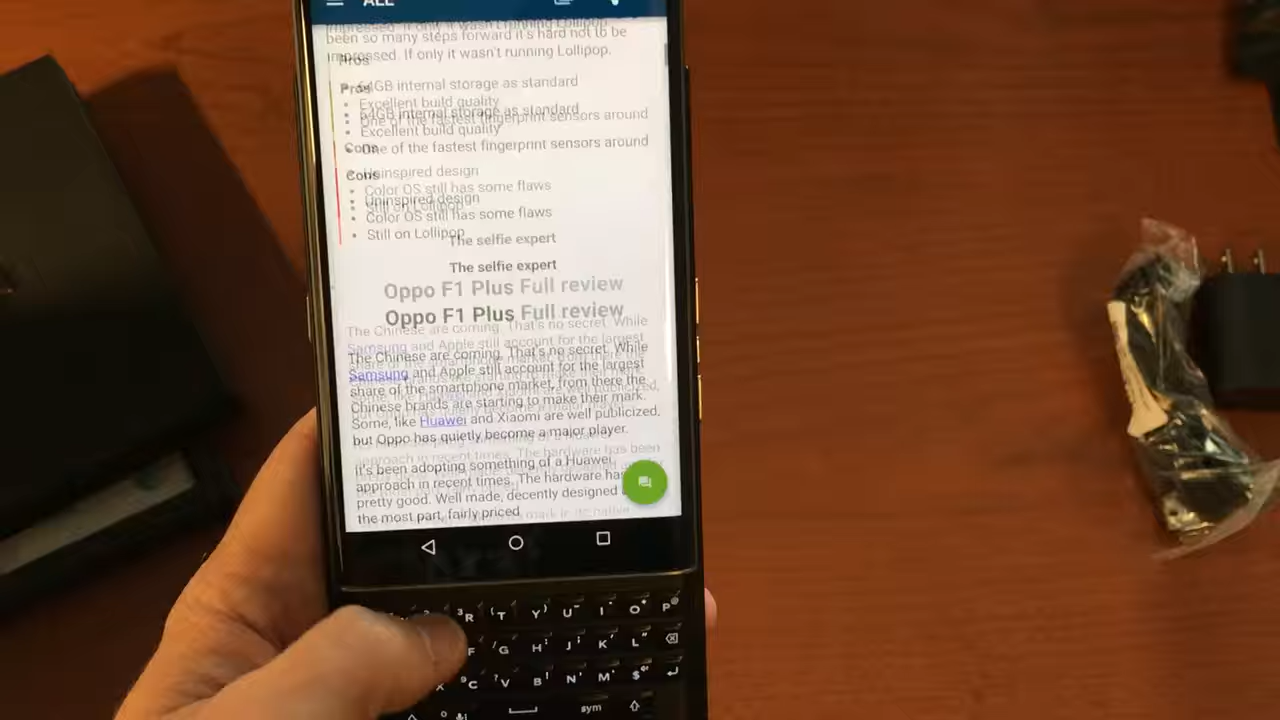 ALL
been so many steps forward it's hard not to be
impressed. If only it wasn't running Lollipop.
Pros
64GB internal storage as standard
Excellent build quality
One of the fastest fingerprint sensors around
Cons
Uninspired design
Color OS still has some flaws
Still on Lollipop
The selfie expert
Oppo F1 Plus Full review
The Chinese are coming. That's no secret. While
Samsung and Apple still account for the largest
share of the smartphone market, from there the
Chinese brands are starting to make their mark.
Some, like Huawei and Xiaomi are well publicized,
but Oppo has quietly become a major player.
It's been adopting something of a Huawei
approach in recent times. The hardware has
pretty good. Well made, decently designed
the most part, fairly priced
3R (T Y) U_ I O P@
F G H: J; K' L"
X 9C ?V B! N, M. $
0 sym